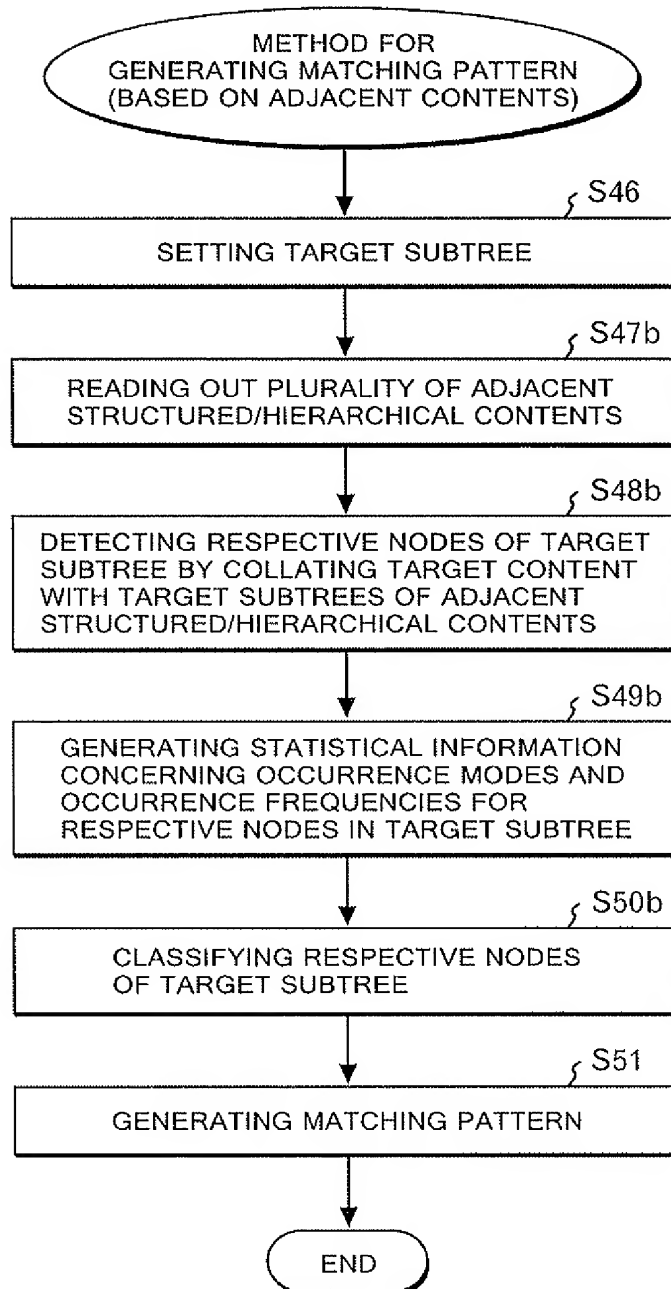 METHOD FOR
GENERATING MATCHING PATTERN
(BASED ON ADJACENT CONTENTS)
S46
SETTING TARGET SUBTREE
S47b
READING OUT PLURALITY OF ADJACENT
STRUCTURED/HIERARCHICAL CONTENTS
S48b
DETECTING RESPECTIVE NODES OF TARGET
SUBTREE BY COLLATING TARGET CONTENT
WITH TARGET SUBTREES OF ADJACENT
STRUCTURED/HIERARCHICAL CONTENTS
S49b
GENERATING STATISTICAL INFORMATION
CONCERNING OCCURRENCE MODES AND
OCCURRENCE FREQUENCIES FOR
RESPECTIVE NODES IN TARGET SUBTREE
S50b
CLASSIFYING RESPECTIVE NODES
OF TARGET SUBTREE
S51
GENERATING MATCHING PATTERN
END